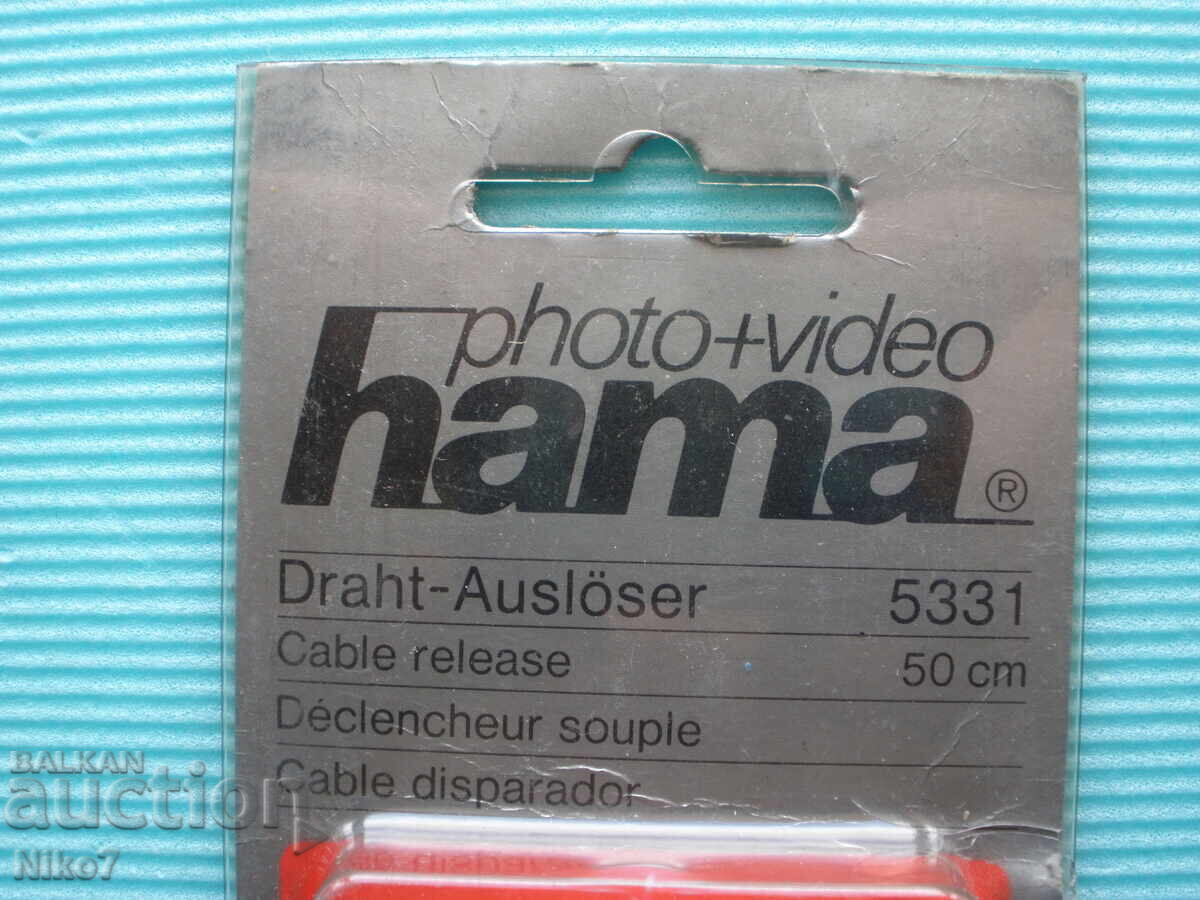 photo+video
hama®
Draht-Auslöser 5331
Cable release 50 cm
Déclencheur souple
Cable disparador
BALKAN
auction
Niko7